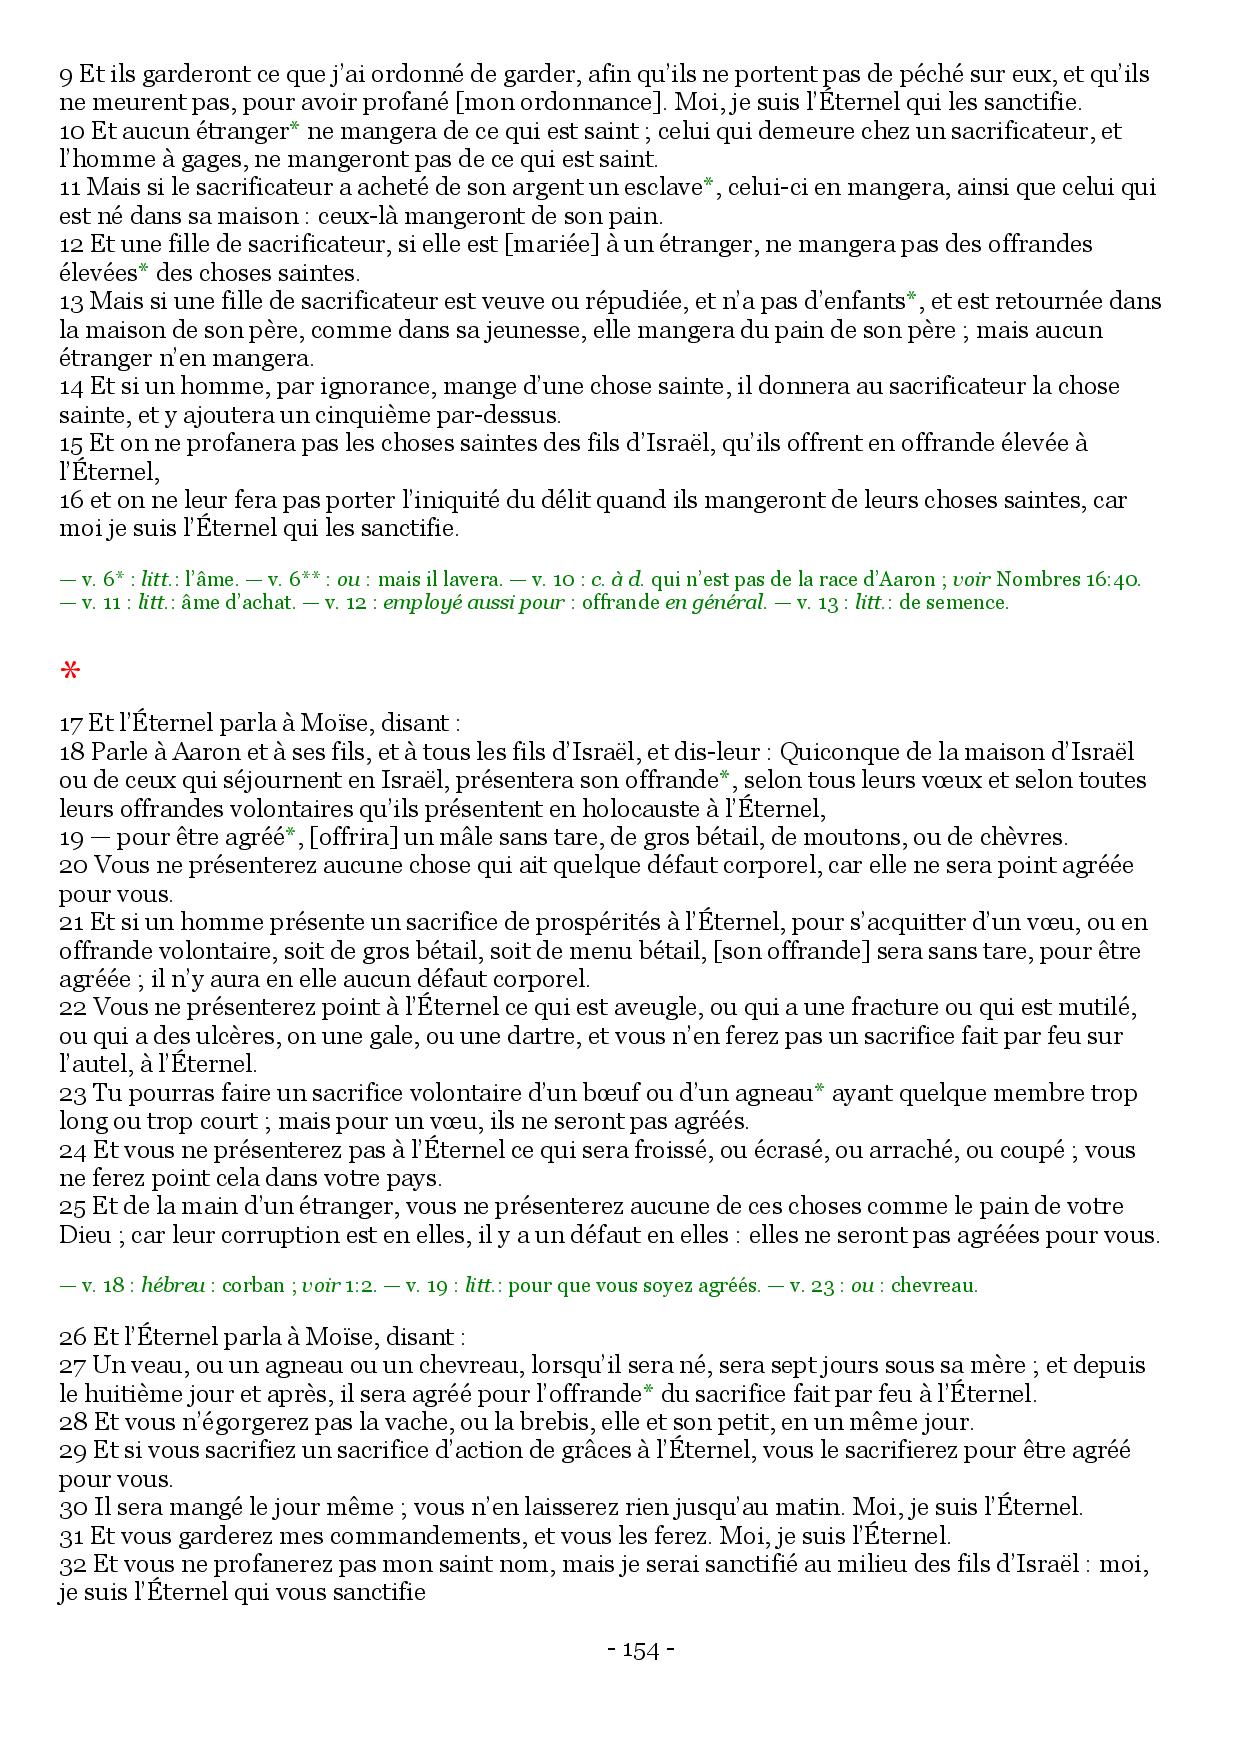 9 Et ils garderont ce que j’ai ordonné de garder, afin qu’ils ne portent pas de péché sur eux, et qu’ils
ne meurent pas, pour avoir profané [mon ordonnance]. Moi, je suis l’Éternel qui les sanctifie.
10 Et aucun étranger* ne mangera de ce qui est saint ; celui qui demeure chez un sacrificateur, et
l’homme à gages, ne mangeront pas de ce qui est saint.
11 Mais si le sacrificateur a acheté de son argent un esclave*, celui-ci en mangera, ainsi que celui qui
est né dans sa maison : ceux-là mangeront de son pain.
12 Et une fille de sacrificateur, si elle est [mariée] à un étranger, ne mangera pas des offrandes
élevées* des choses saintes.
13 Mais si une fille de sacrificateur est veuve ou répudiée, et n’a pas d’enfants*, et est retournée dans
la maison de son père, comme dans sa jeunesse, elle mangera du pain de son père ; mais aucun
étranger n’en mangera.
14 Et si un homme, par ignorance, mange d’une chose sainte, il donnera au sacrificateur la chose
sainte, et y ajoutera un cinquième par-dessus.
15 Et on ne profanera pas les choses saintes des fils d’Israël, qu’ils offrent en offrande élevée à
l’Éternel,
16 et on ne leur fera pas porter l’iniquité du délit quand ils mangeront de leurs choses saintes, car
moi je suis l’Éternel qui les sanctifie.
— v. 6* : litt.: l’âme. — v. 6** : ou : mais il lavera. — v. 10 : c. à d. qui n’est pas de la race d’Aaron ; voir Nombres 16:40.
— v. 11 : litt.: âme d’achat. — v. 12 : employé aussi pour : offrande en général. — v. 13 : litt.: de semence.
*
17 Et l’Éternel parla à Moïse, disant :
18 Parle à Aaron et à ses fils, et à tous les fils d’Israël, et dis-leur : Quiconque de la maison d’Israël
ou de ceux qui séjournent en Israël, présentera son offrande*, selon tous leurs vœux et selon toutes
leurs offrandes volontaires qu’ils présentent en holocauste à l’Éternel,
19 — pour être agréé*, [offrira] un mâle sans tare, de gros bétail, de moutons, ou de chèvres.
20 Vous ne présenterez aucune chose qui ait quelque défaut corporel, car elle ne sera point agréée
pour vous.
21 Et si un homme présente un sacrifice de prospérités à l’Éternel, pour s’acquitter d’un vœu, ou en
offrande volontaire, soit de gros bétail, soit de menu bétail, [son offrande] sera sans tare, pour être
agréée ; il n’y aura en elle aucun défaut corporel.
22 Vous ne présenterez point à l’Éternel ce qui est aveugle, ou qui a une fracture ou qui est mutilé,
ou qui a des ulcères, on une gale, ou une dartre, et vous n’en ferez pas un sacrifice fait par feu sur
l’autel, à l’Éternel.
23 Tu pourras faire un sacrifice volontaire d’un bœuf ou d’un agneau* ayant quelque membre trop
long ou trop court ; mais pour un vœu, ils ne seront pas agréés.
24 Et vous ne présenterez pas à l’Éternel ce qui sera froissé, ou écrasé, ou arraché, ou coupé ; vous
ne ferez point cela dans votre pays.
25 Et de la main d’un étranger, vous ne présenterez aucune de ces choses comme le pain de votre
Dieu ; car leur corruption est en elles, il y a un défaut en elles : elles ne seront pas agréées pour vous.
— v. 18 : hébreu : corban ; voir 1:2. — v. 19 : litt.: pour que vous soyez agréés. — v. 23 : ou : chevreau.
26 Et l’Éternel parla à Moïse, disant :
27 Un veau, ou un agneau ou un chevreau, lorsqu’il sera né, sera sept jours sous sa mère ; et depuis
le huitième jour et après, il sera agréé pour l’offrande* du sacrifice fait par feu à l’Éternel.
28 Et vous n’égorgerez pas la vache, ou la brebis, elle et son petit, en un même jour.
29 Et si vous sacrifiez un sacrifice d’action de grâces à l’Éternel, vous le sacrifierez pour être agréé
pour vous.
30 Il sera mangé le jour même ; vous n’en laisserez rien jusqu’au matin. Moi, je suis l’Éternel.
31 Et vous garderez mes commandements, et vous les ferez. Moi, je suis l’Éternel.
32 Et vous ne profanerez pas mon saint nom, mais je serai sanctifié au milieu des fils d’Israël : moi,
je suis l’Éternel qui vous sanctifie
- 154 -